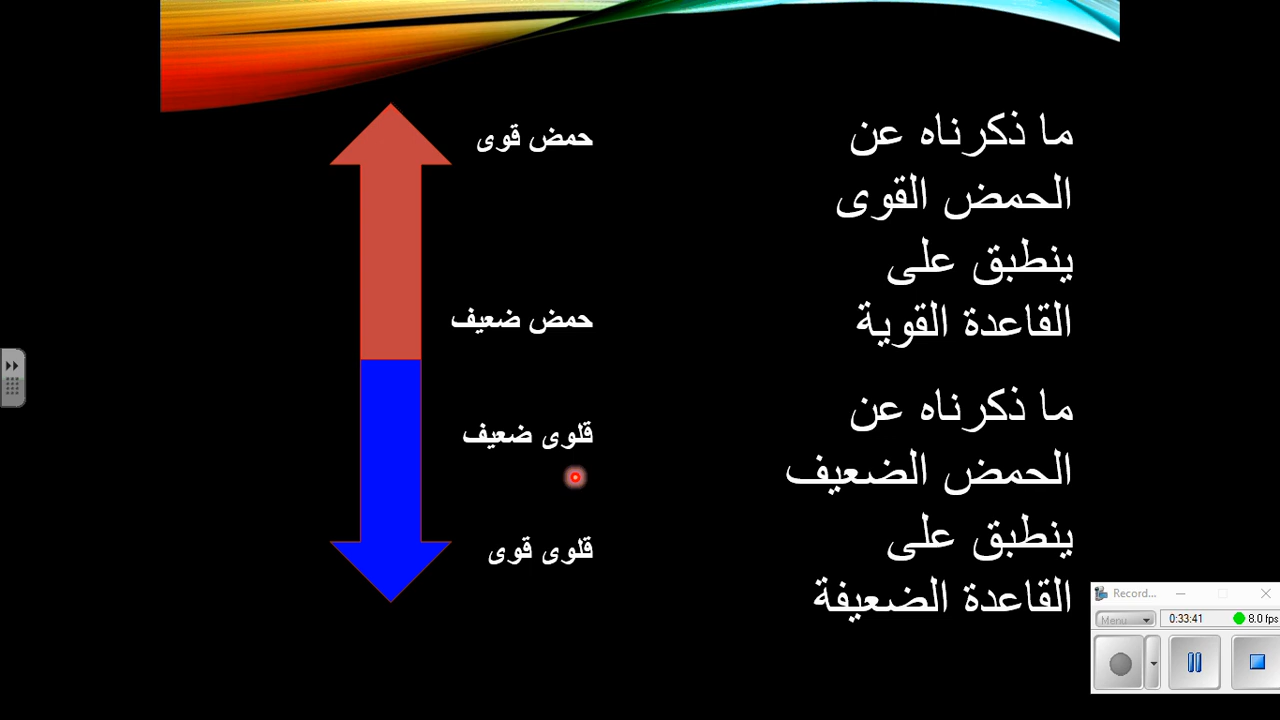 ما ذكرناه عن
الحمض القوى
ينطبق على
القاعدة القوية
ما ذكرناه عن
الحمض الضعيف
ينطبق على
القاعدة الضعيفة
حمض قوى
حمض ضعيف
قلوى ضعيف
قلوى قوى
Record...
Menu
0:33:41
8.0 fps